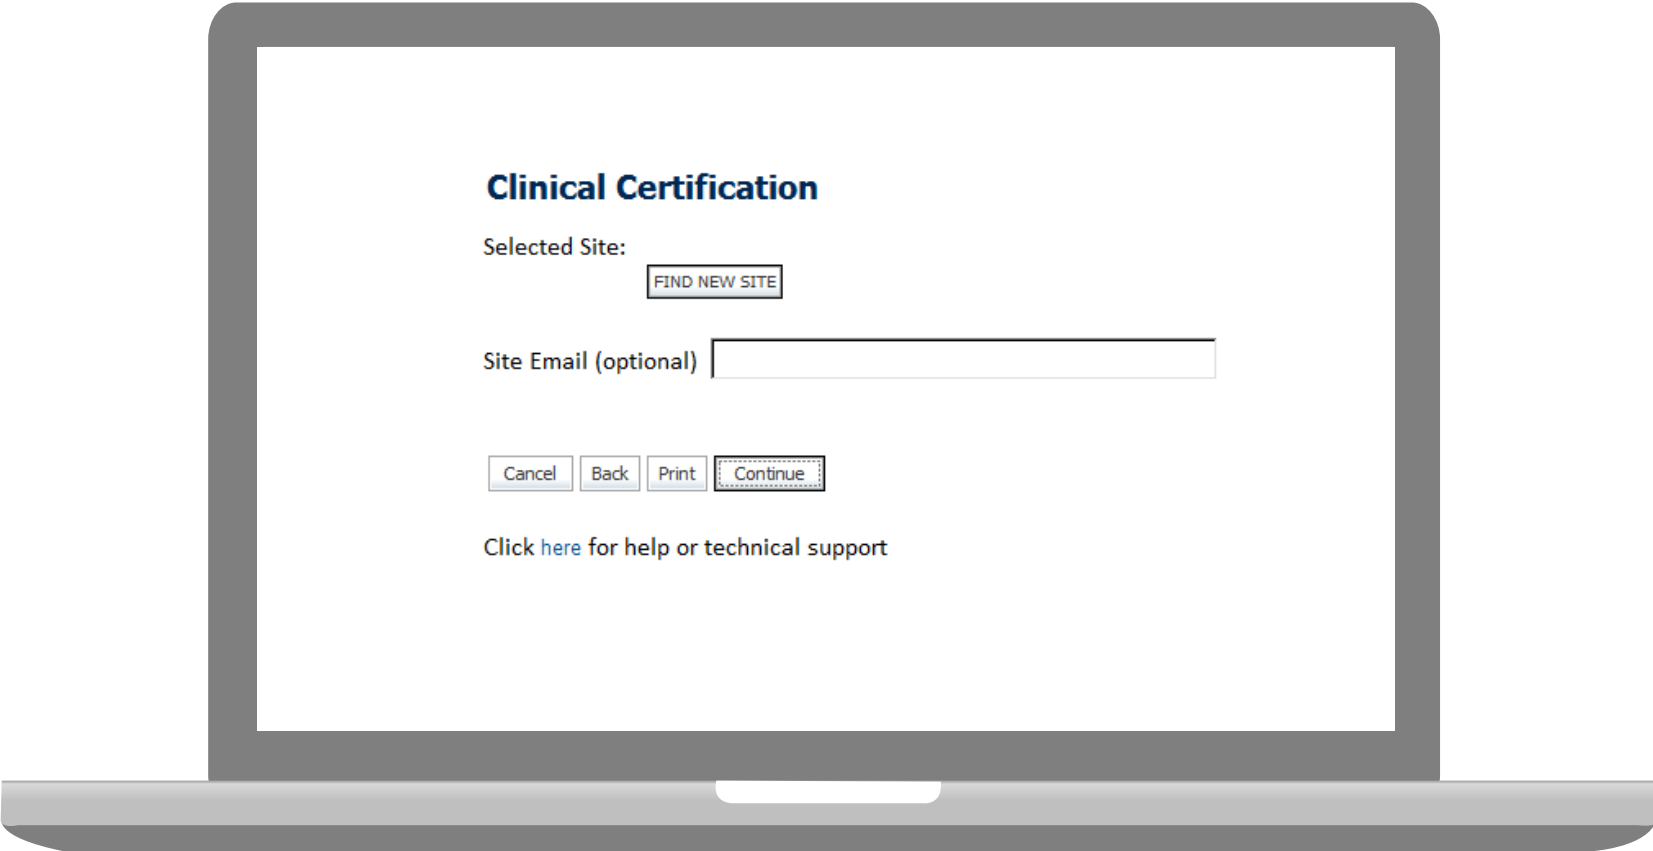 Clinical Certification
Selected Site:
FIND NEW SITE
Site Email (optional)
Cancel Back Print Continue
Click here for help or technical support